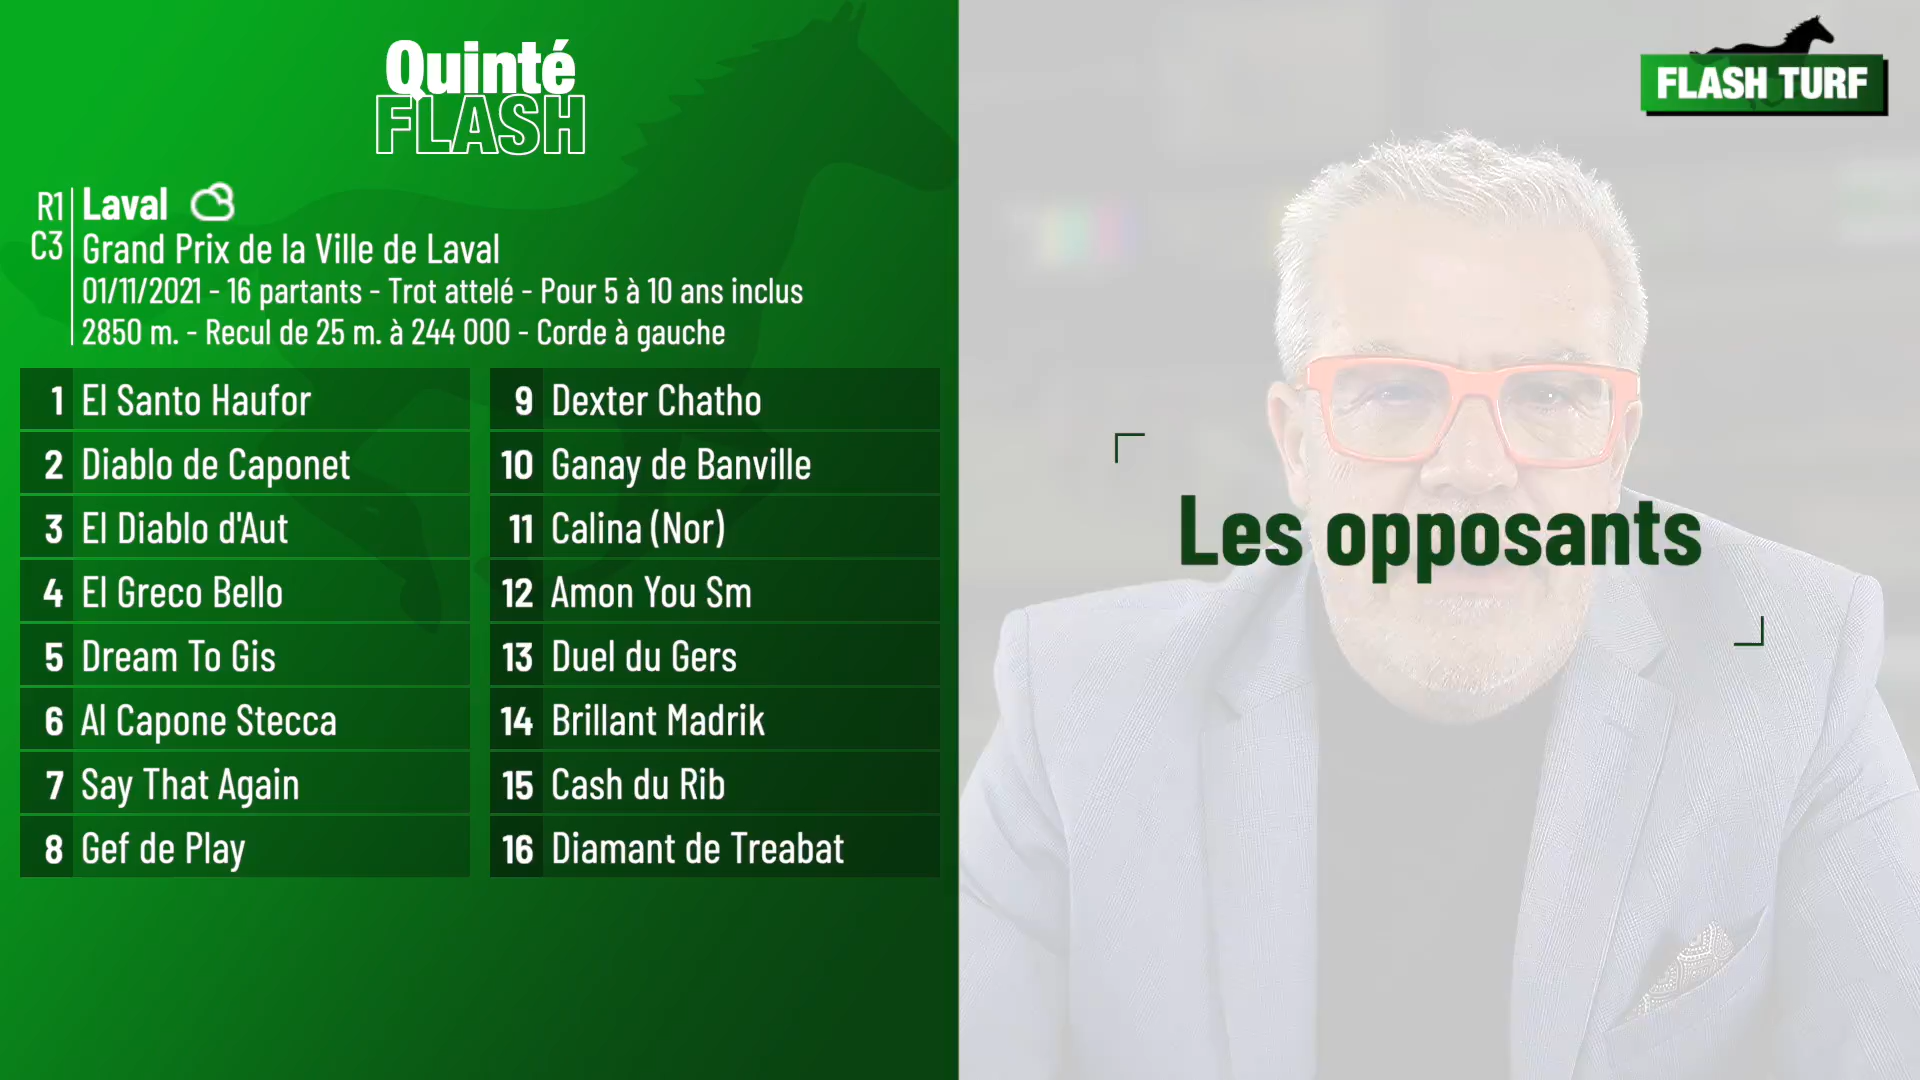 Quinté
FLASH
R1 Laval
C3 Grand Prix de la Ville de Laval
01/11/2021 - 16 partants - Trot attelé - Pour 5 à 10 ans inclus
2850 m. - Recul de 25 m. à 244 000 - Corde à gauche
1 El Santo Haufor
2 Diablo de Caponet
3 El Diablo d'Aut
4 El Greco Bello
5 Dream To Gis
6 Al Capone Stecca
7 Say That Again
8 Gef de Play
9 Dexter Chatho
10 Ganay de Banville
11 Calina (Nor)
12 Amon You Sm
13 Duel du Gers
14 Brillant Madrik
15 Cash du Rib
16 Diamant de Treabat
FLASH TURF
Les opposants